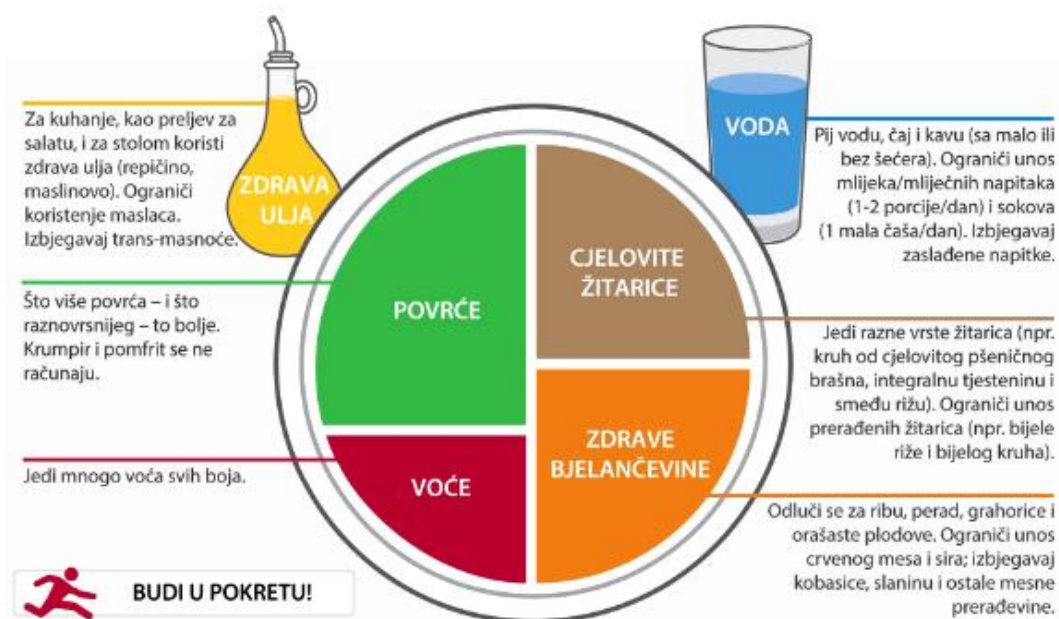 Za kuhanje, kao preljev za
salatu, i za stolom koristi
zdrava ulja (repičino,
maslinovo). Ograniči
koristenje maslaca.
Izbjegavaj trans-masnoće.
ZDRAVA
ULJA
VODA
Pij vodu, čaj i kavu (sa malo ili
bez šećera). Ograniči unos
mlijeka/mliječnih napitaka
(1-2 porcije/dan) i sokova
(1 mala čaša/dan). Izbjegavaj
zaslađene napitke.
Što više povrća – i što
raznovrsnijeg – to bolje.
Krumpir i pomfrit se ne
računaju.
POVRĆE
CJELOVITE
ŽITARICE
Jedi razne vrste žitarica (npr.
kruh od cjelovitog pšeničnog
brašna, integralnu tjesteninu i
smeđu rižu). Ograniči unos
prerađenih žitarica (npr. bijele
riže i bijelog kruha).
Jedi mnogo voća svih boja.
VOĆE
ZDRAVE
BJELANČEVINE
Odluči se za ribu, perad, grahorice i
orašaste plodove. Ograniči unos
crvenog mesa i sira; izbjegavaj
kobasice, slaninu i ostale mesne
prerađevine.
BUDI U POKRETU!